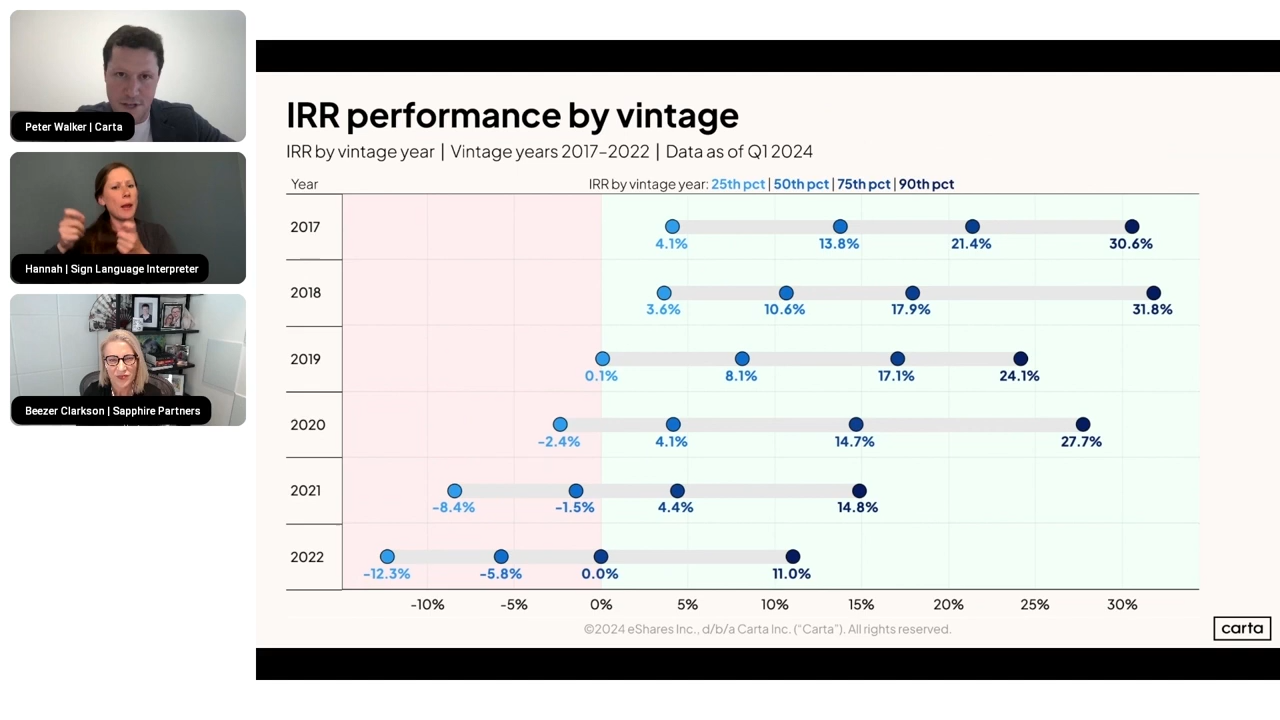 Peter Walker | Carta
Hannah | Sign Language Interpreter
Beezer Clarkson | Sapphire Partners
IRR performance by vintage
IRR by vintage year | Vintage years 2017–2022 | Data as of Q1 2024
Year
IRR by vintage year: 25th pct | 50th pct | 75th pct | 90th pct
2017
4.1% 13.8% 21.4% 30.6%
2018
3.6% 10.6% 17.9% 31.8%
2019
0.1% 8.1% 17.1% 24.1%
2020
-2.4% 4.1% 14.7% 27.7%
2021
-8.4% -1.5% 4.4% 14.8%
2022
-12.3% -5.8% 0.0% 11.0%
-10% -5% 0% 5% 10% 15% 20% 25% 30%
©2024 eShares Inc., d/b/a Carta Inc. (“Carta”). All rights reserved.
carta